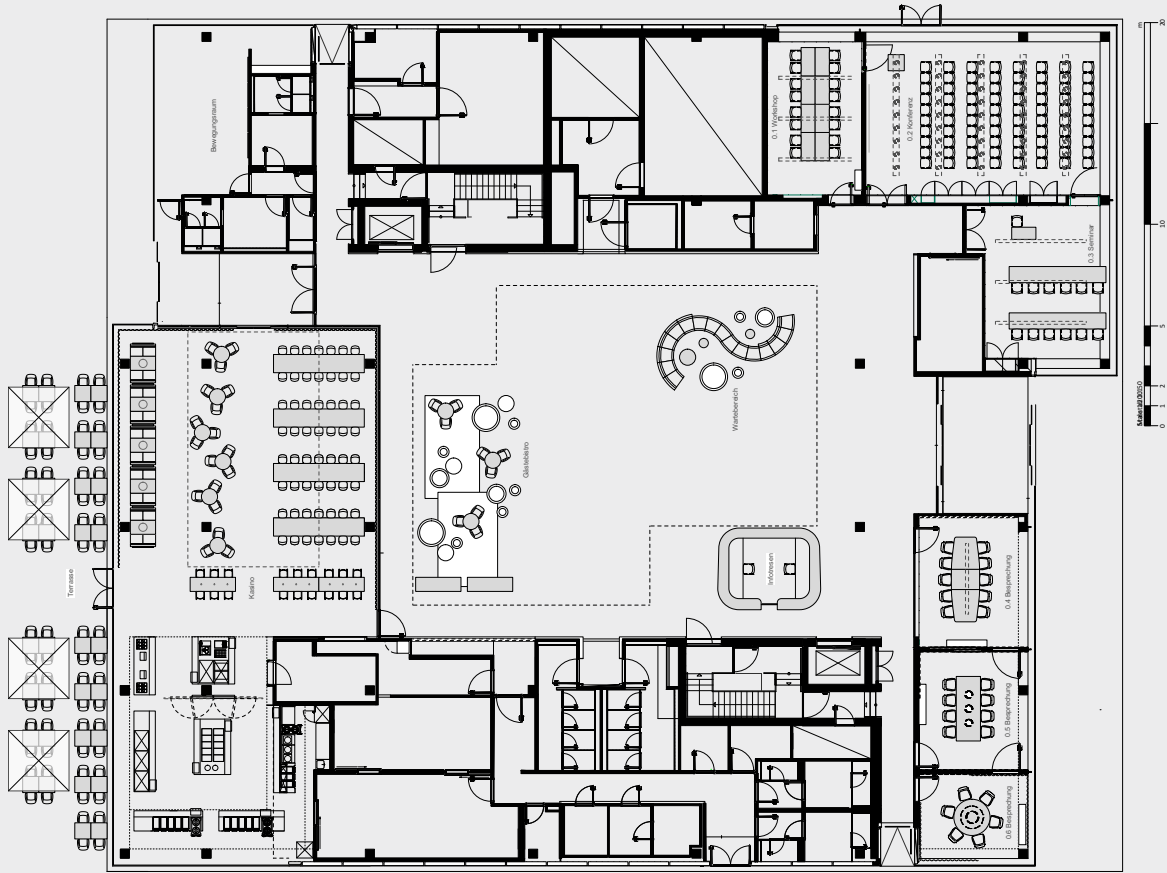 Bewegungsraum
0.1 Workshop
0.2 Konferenz
0.3 Seminar
Wartebereich
Gästebistro
Infotresen
Terrasse
Kasino
0.4 Besprechung
0.5 Besprechung
0.6 Besprechung
m
20
10
5
2
1
0